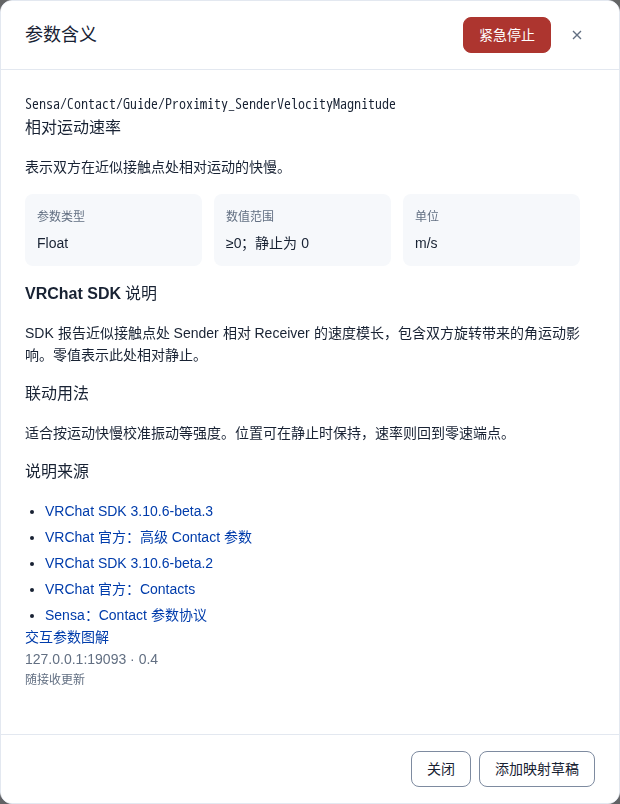 参数含义
紧急停止
×
Sensa/Contact/Guide/Proximity_SenderVelocityMagnitude
相对运动速率
表示双方在近似接触点处相对运动的快慢。
参数类型
Float
数值范围
≥0；静止为 0
单位
m/s
VRChat SDK 说明
SDK 报告近似接触点处 Sender 相对 Receiver 的速度模长，包含双方旋转带来的角运动影
响。零值表示此处相对静止。
联动用法
适合按运动快慢校准振动等强度。位置可在静止时保持，速率则回到零速端点。
说明来源
• VRChat SDK 3.10.6-beta.3
• VRChat 官方：高级 Contact 参数
• VRChat SDK 3.10.6-beta.2
• VRChat 官方：Contacts
• Sensa：Contact 参数协议
交互参数图解
127.0.0.1:19093 · 0.4
随接收更新
关闭
添加映射草稿